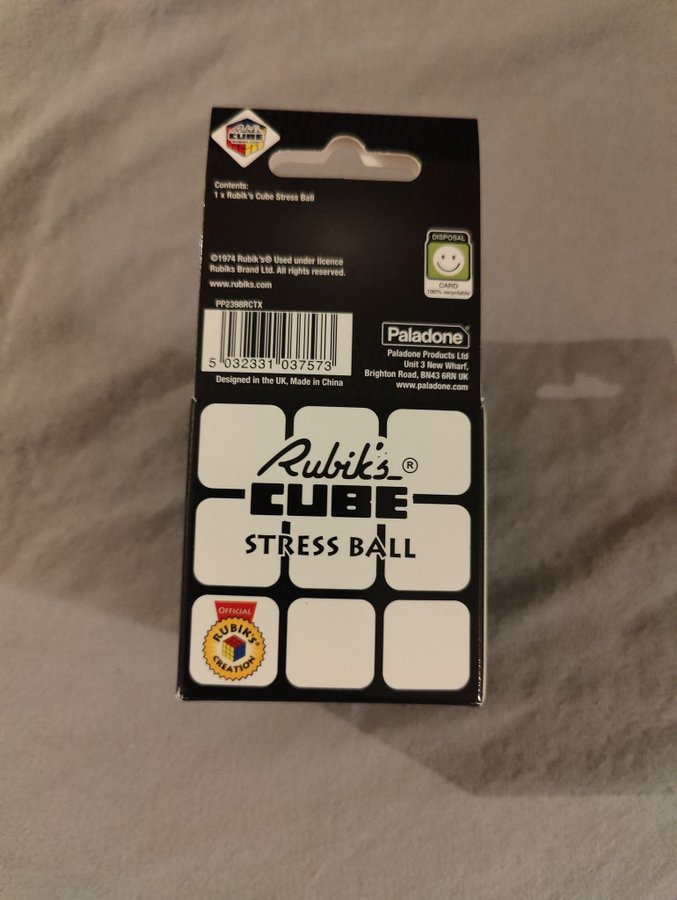 Rubik's
CUBE
Contents:
1 x Rubik's Cube Stress Ball
DISPOSAL
CARD
100% recyclable
©1974 Rubik's® Used under licence
Rubiks Brand Ltd. All rights reserved.
www.rubiks.com
PP2398RCTX
5 032331 037573
Designed in the UK, Made in China
Paladone®
Paladone Products Ltd
Unit 3 New Wharf,
Brighton Road, BN43 6RN UK
www.paladone.com
Rubik's®
CUBE
STRESS BALL
OFFICIAL
RUBIK'S®
CREATION